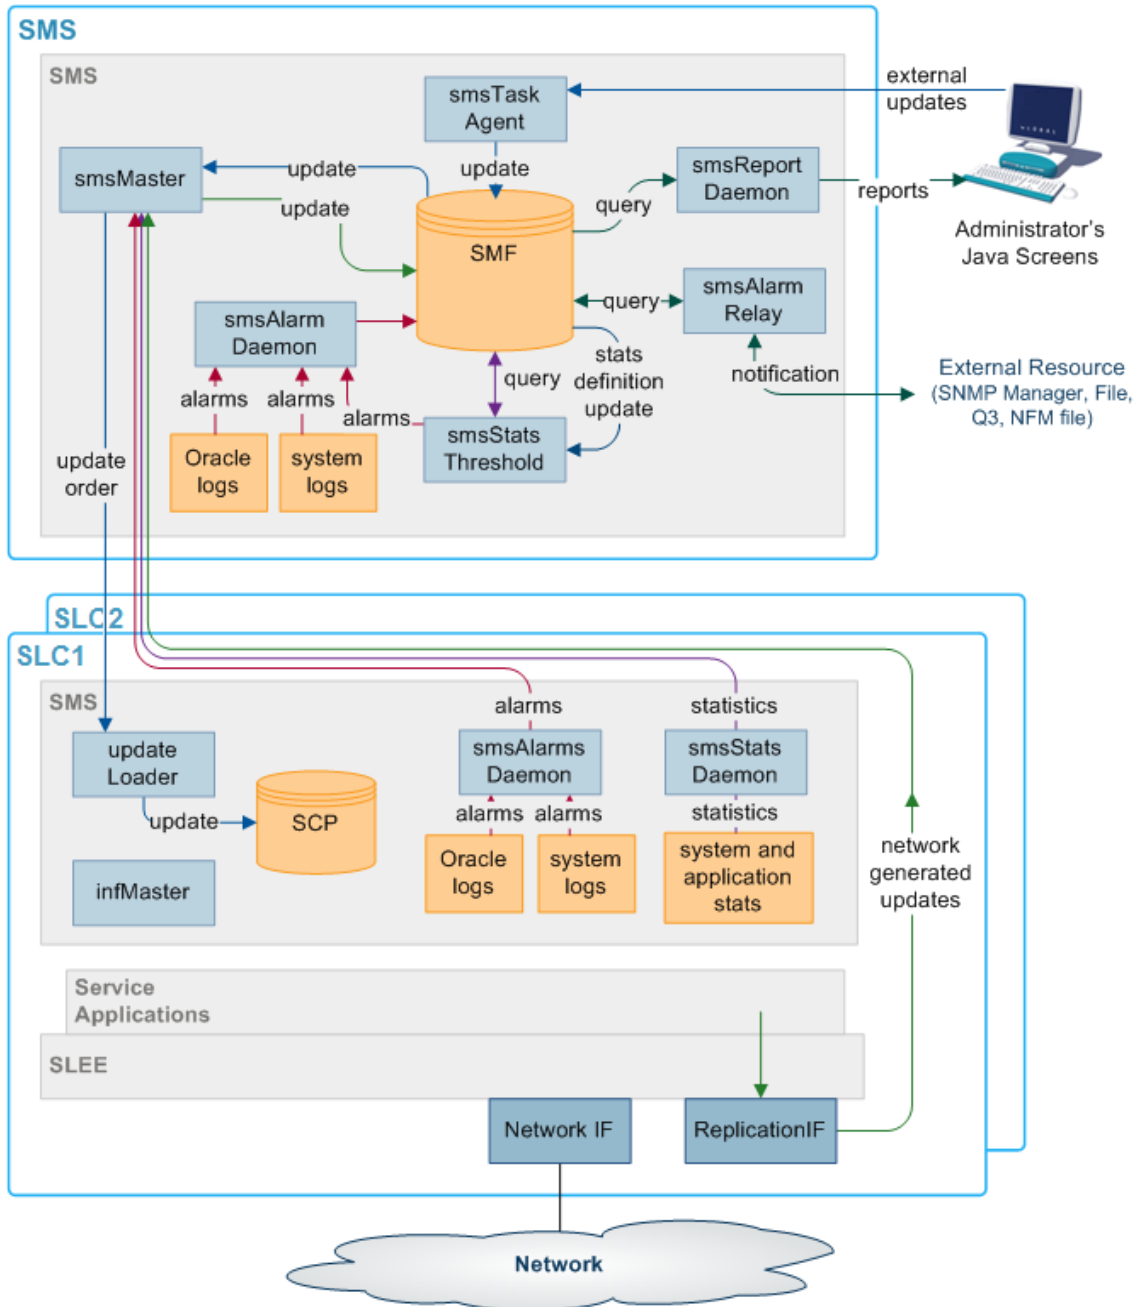 SMS
SMS
external
updates
smsTask
Agent
update
smsMaster
update
update
smsReport
Daemon
query
reports
Administrator's
Java Screens
SMF
smsAlarm
Daemon
query
smsAlarm
Relay
stats
definition
update
notification
External Resource
(SNMP Manager, File,
Q3, NFM file)
query
alarms
alarms
alarms
smsStats
Threshold
Oracle
logs
system
logs
update
order
SLC2
SLC1
SMS
alarms
statistics
update
Loader
smsAlarms
Daemon
smsStats
Daemon
update
SCP
alarms
alarms
statistics
Oracle
logs
system
logs
system and
application
stats
network
generated
updates
infMaster
Service
Applications
SLEE
Network IF
ReplicationIF
Network